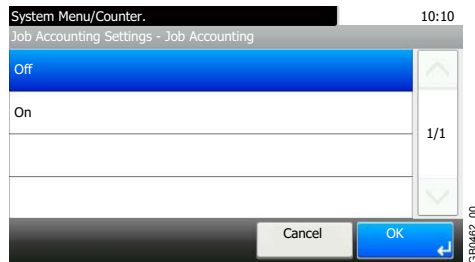 System Menu/Counter. 10:10
Job Accounting Settings - Job Accounting
Off
On
1/1
Cancel OK
GB0462_00